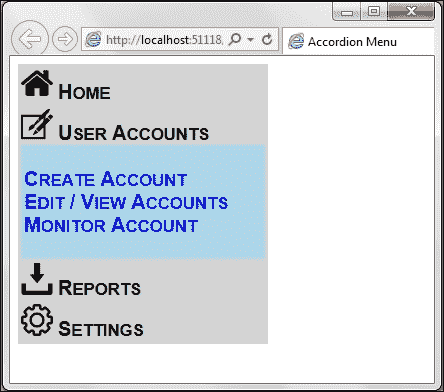 http://localhost:51118
Accordion Menu
HOME
USER ACCOUNTS
CREATE ACCOUNT
EDIT / VIEW ACCOUNTS
MONITOR ACCOUNT
REPORTS
SETTINGS